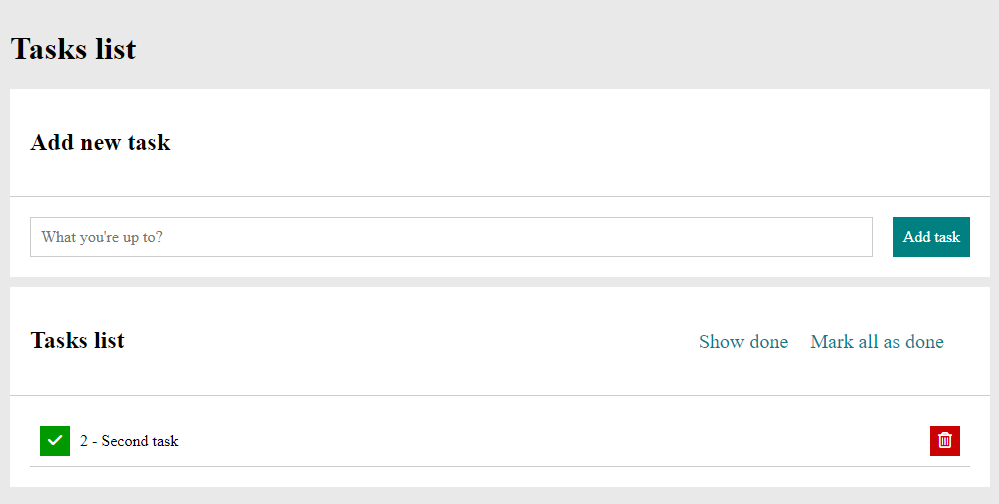 Tasks list
Add new task
What you're up to?
Add task
Tasks list
Show done
Mark all as done
2 - Second task